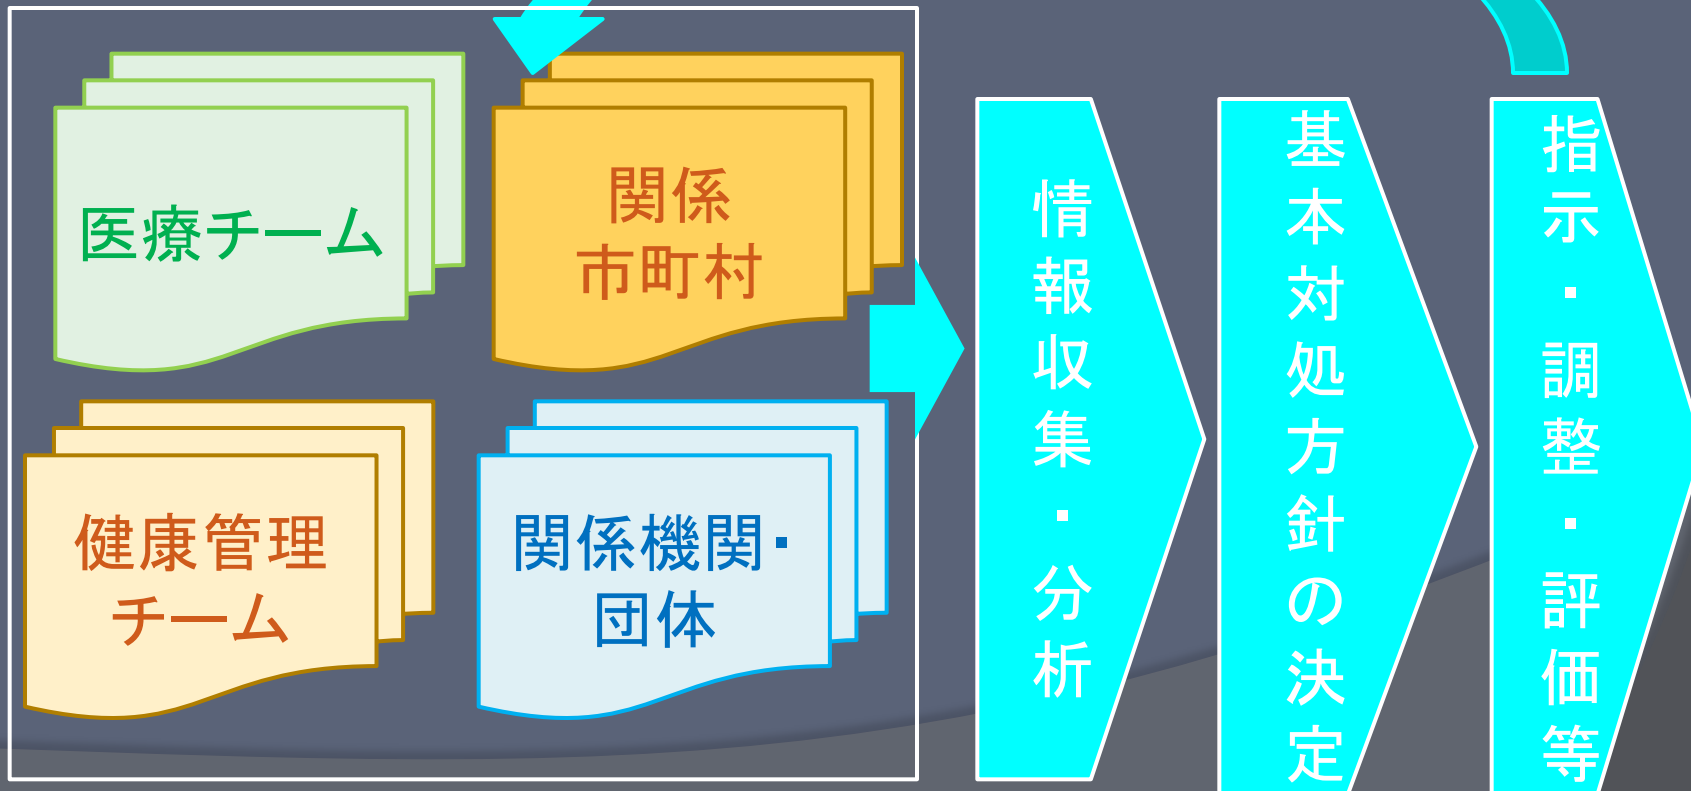 医療チーム
関係
市町村
健康管理
チーム
関係機関・
団体
情報収集・分析
基本対処方針の決定
指示・調整・評価等